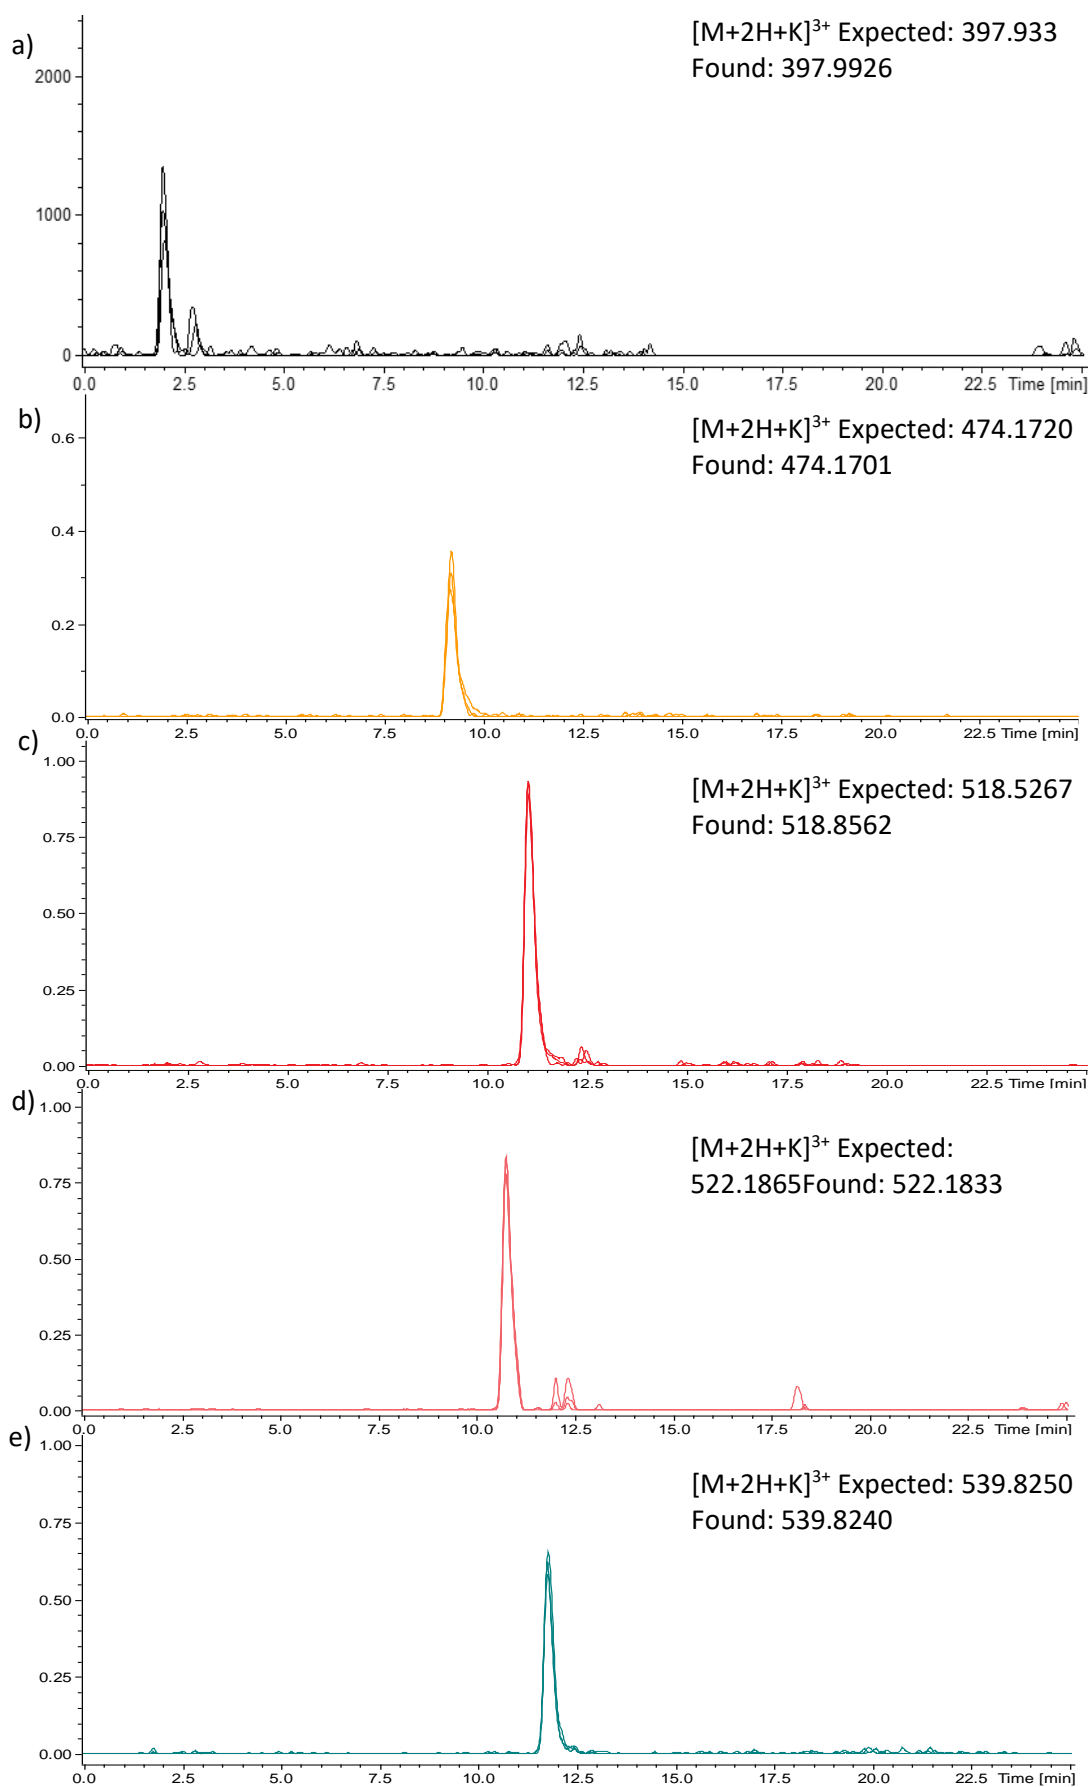 a)
[M+2H+K]³⁺ Expected: 397.933
Found: 397.9926
2000
1000
0
0.0 2.5 5.0 7.5 10.0 12.5 15.0 17.5 20.0 22.5 Time [min]
b)
[M+2H+K]³⁺ Expected: 474.1720
Found: 474.1701
0.6
0.4
0.2
0.0
0.0 2.5 5.0 7.5 10.0 12.5 15.0 17.5 20.0 22.5 Time [min]
c)
1.00
[M+2H+K]³⁺ Expected: 518.5267
Found: 518.8562
0.75
0.50
0.25
0.00
0.0 2.5 5.0 7.5 10.0 12.5 15.0 17.5 20.0 22.5 Time [min]
d)
1.00
[M+2H+K]³⁺ Expected:
522.1865Found: 522.1833
0.75
0.50
0.25
0.00
0.0 2.5 5.0 7.5 10.0 12.5 15.0 17.5 20.0 22.5 Time [min]
e)
1.00
[M+2H+K]³⁺ Expected: 539.8250
Found: 539.8240
0.75
0.50
0.25
0.00
0.0 2.5 5.0 7.5 10.0 12.5 15.0 17.5 20.0 22.5 Time [min]